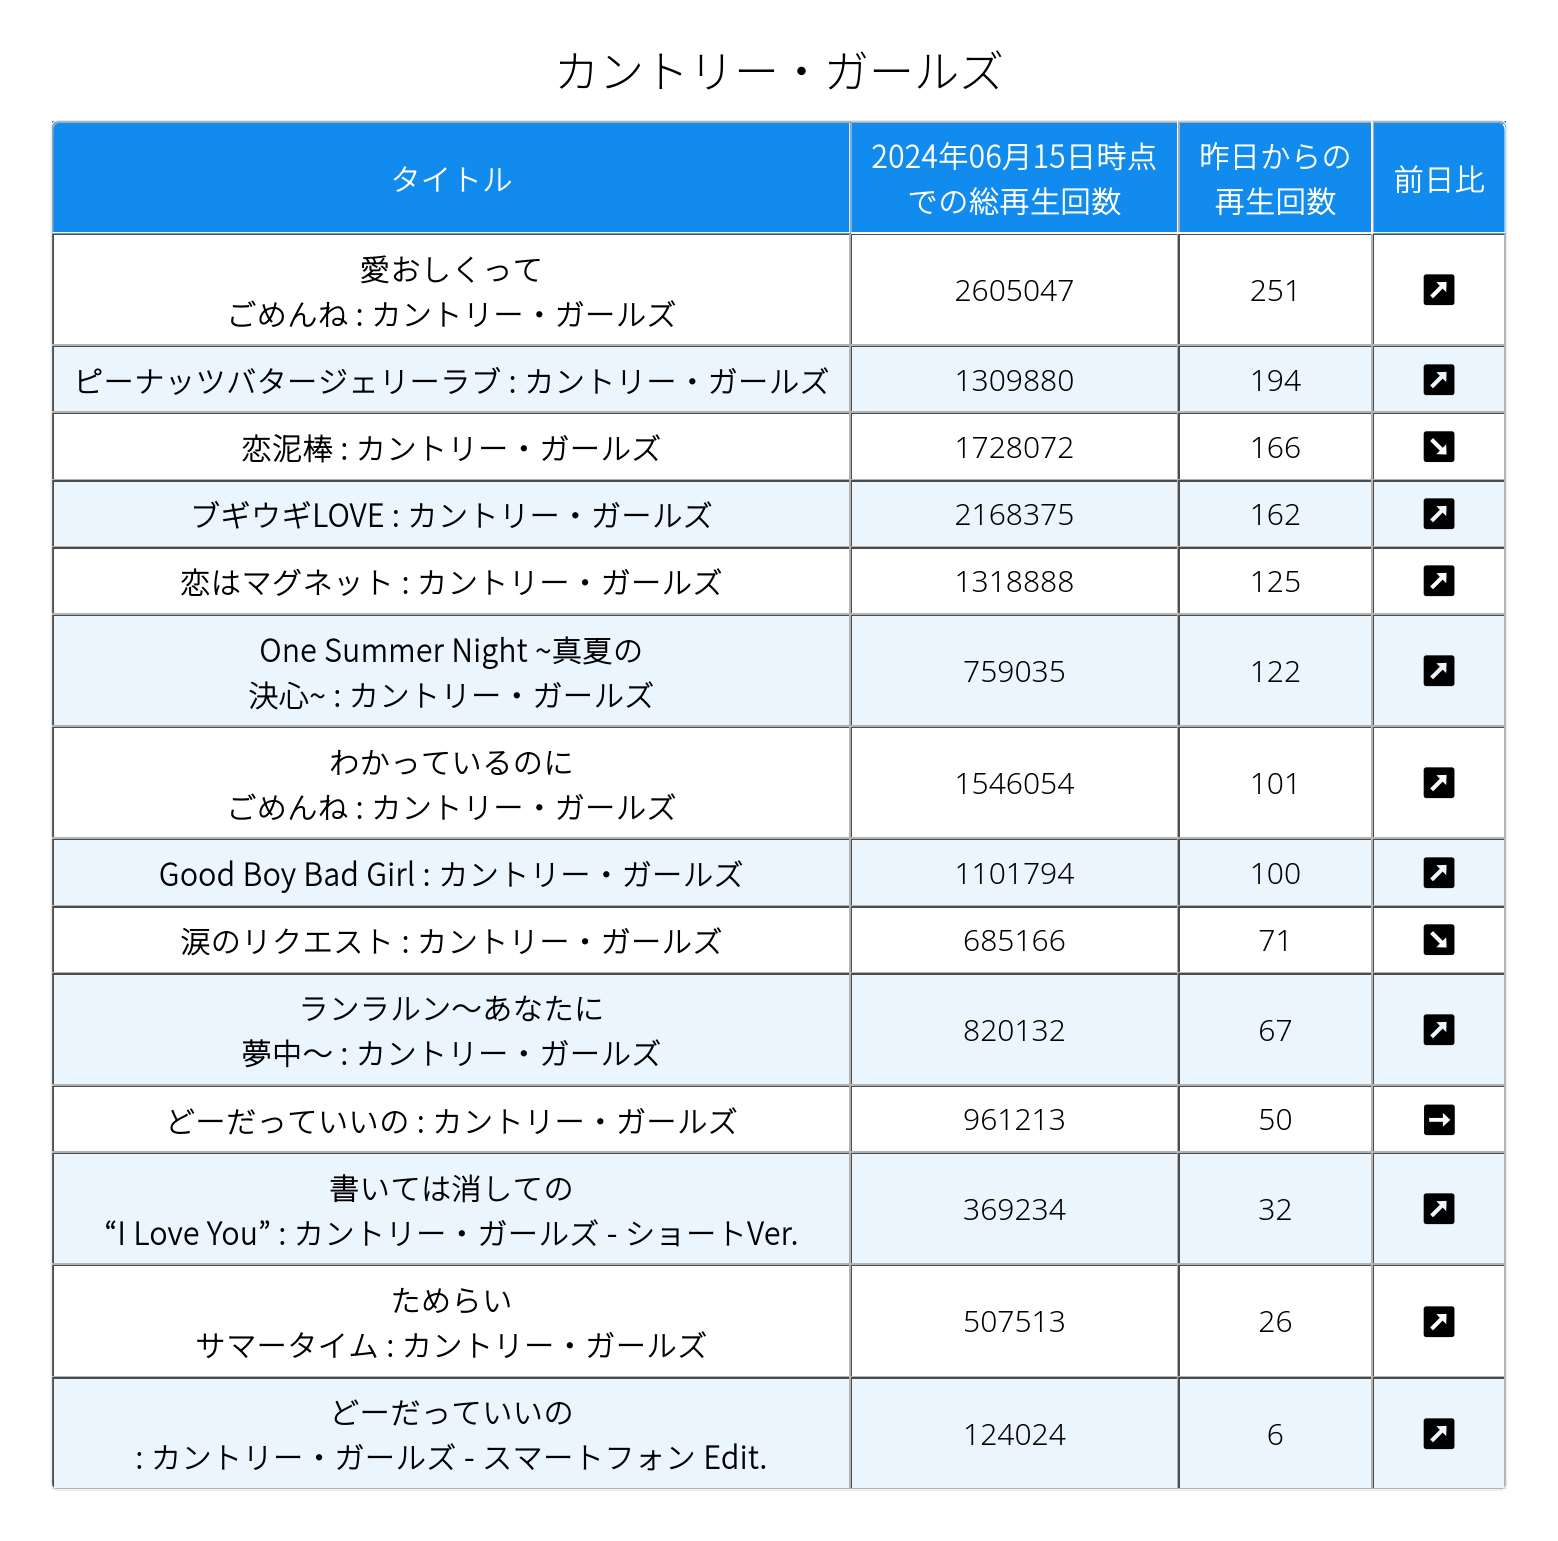 カントリー・ガールズ
タイトル
2024年06月15日時点
での総再生回数
昨日からの
再生回数
前日比
愛おしくって
ごめんね : カントリー・ガールズ
2605047
251
ピーナッツバタージェリーラブ : カントリー・ガールズ
1309880
194
恋泥棒 : カントリー・ガールズ
1728072
166
ブギウギLOVE : カントリー・ガールズ
2168375
162
恋はマグネット : カントリー・ガールズ
1318888
125
One Summer Night ~真夏の
決心~ : カントリー・ガールズ
759035
122
わかっているのに
ごめんね : カントリー・ガールズ
1546054
101
Good Boy Bad Girl : カントリー・ガールズ
1101794
100
涙のリクエスト : カントリー・ガールズ
685166
71
ランラルン～あなたに
夢中～ : カントリー・ガールズ
820132
67
どーだっていいの : カントリー・ガールズ
961213
50
書いては消しての
“I Love You” : カントリー・ガールズ - ショートVer.
369234
32
ためらい
サマータイム : カントリー・ガールズ
507513
26
どーだっていいの
: カントリー・ガールズ - スマートフォン Edit.
124024
6